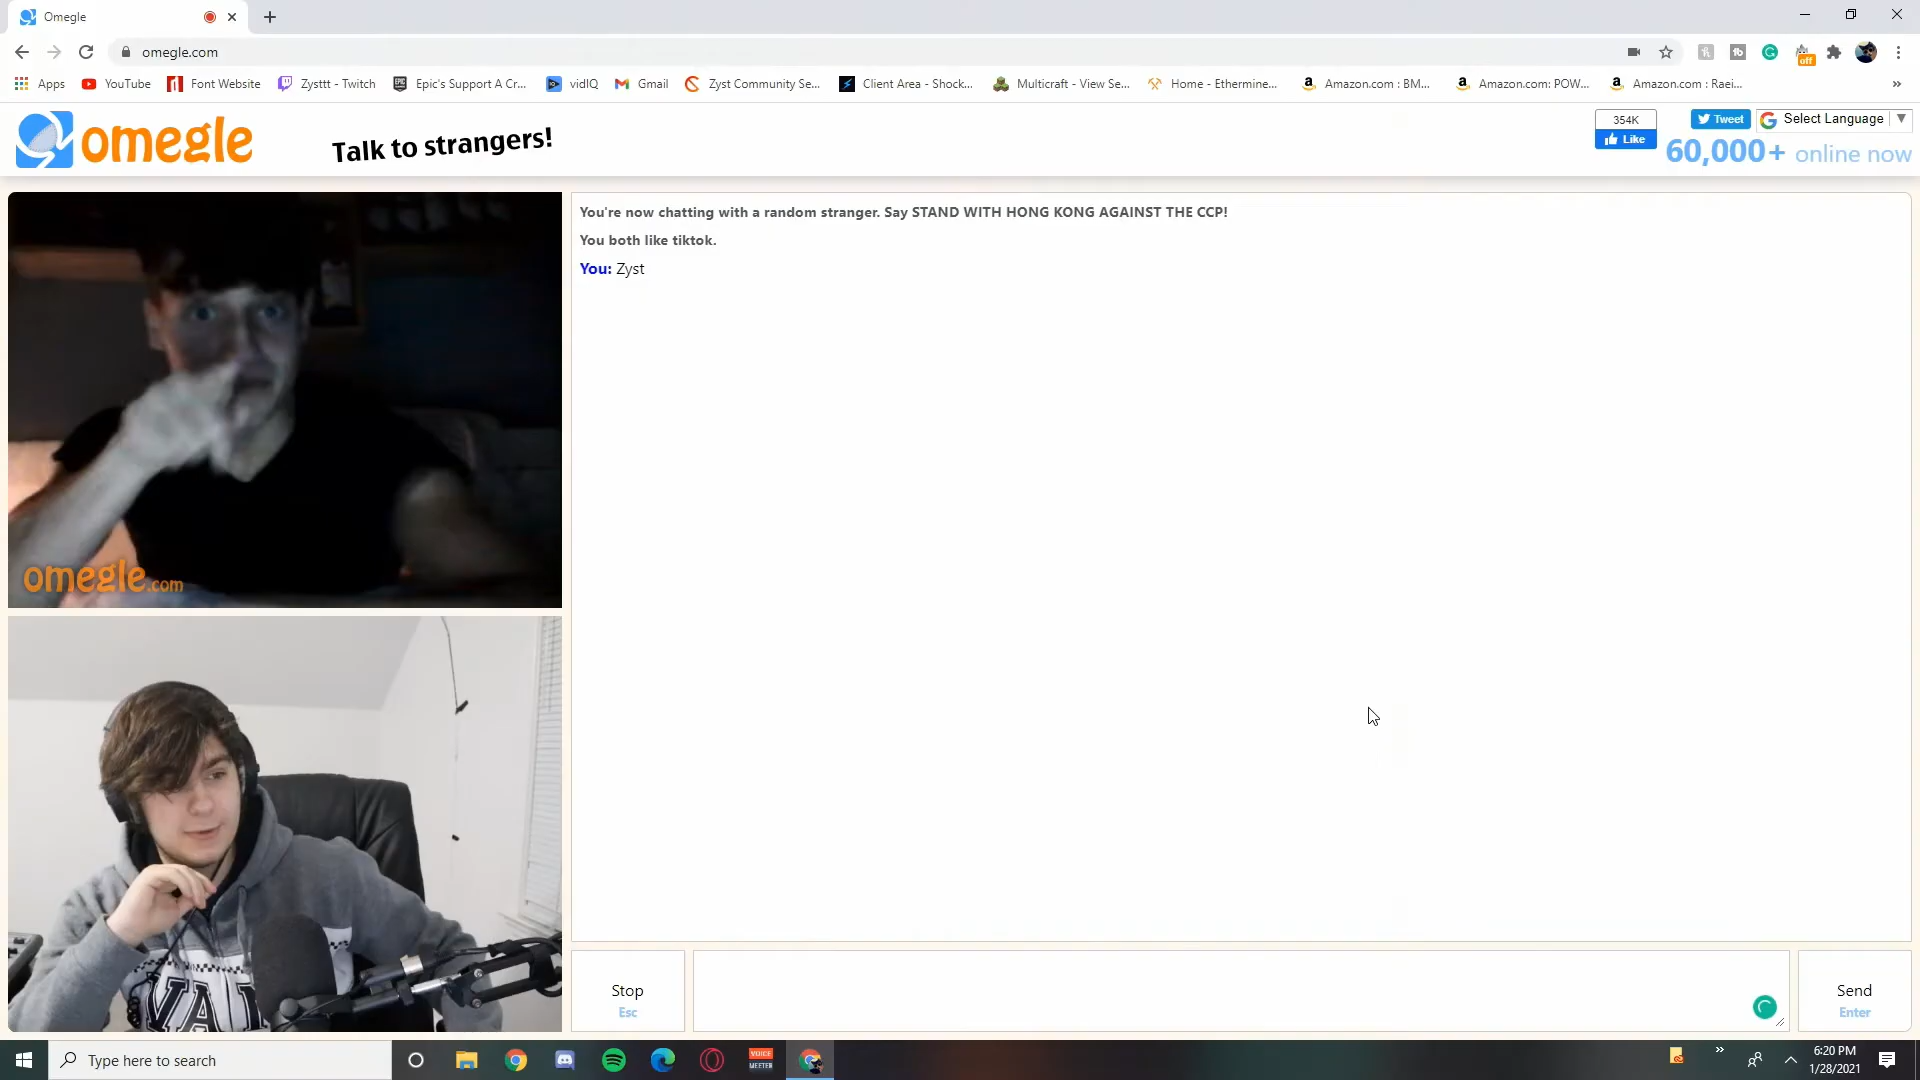 Omegle
omegle.com
Apps YouTube Font Website Zysttt - Twitch Epic's Support A Cr... vidIQ Gmail Zyst Community Se... Client Area - Shock... Multicraft - View Se... Home - Ethermine... Amazon.com : BM... Amazon.com: POW... Amazon.com : Raei... »
off
omegle
Talk to strangers!
354K
Like
Tweet
Select Language
60,000+ online now
You're now chatting with a random stranger. Say STAND WITH HONG KONG AGAINST THE CCP!
You both like tiktok.
You: Zyst
omegle.com
Stop
Esc
Send
Enter
Type here to search
VOICE
MEETER
6:20 PM
1/28/2021